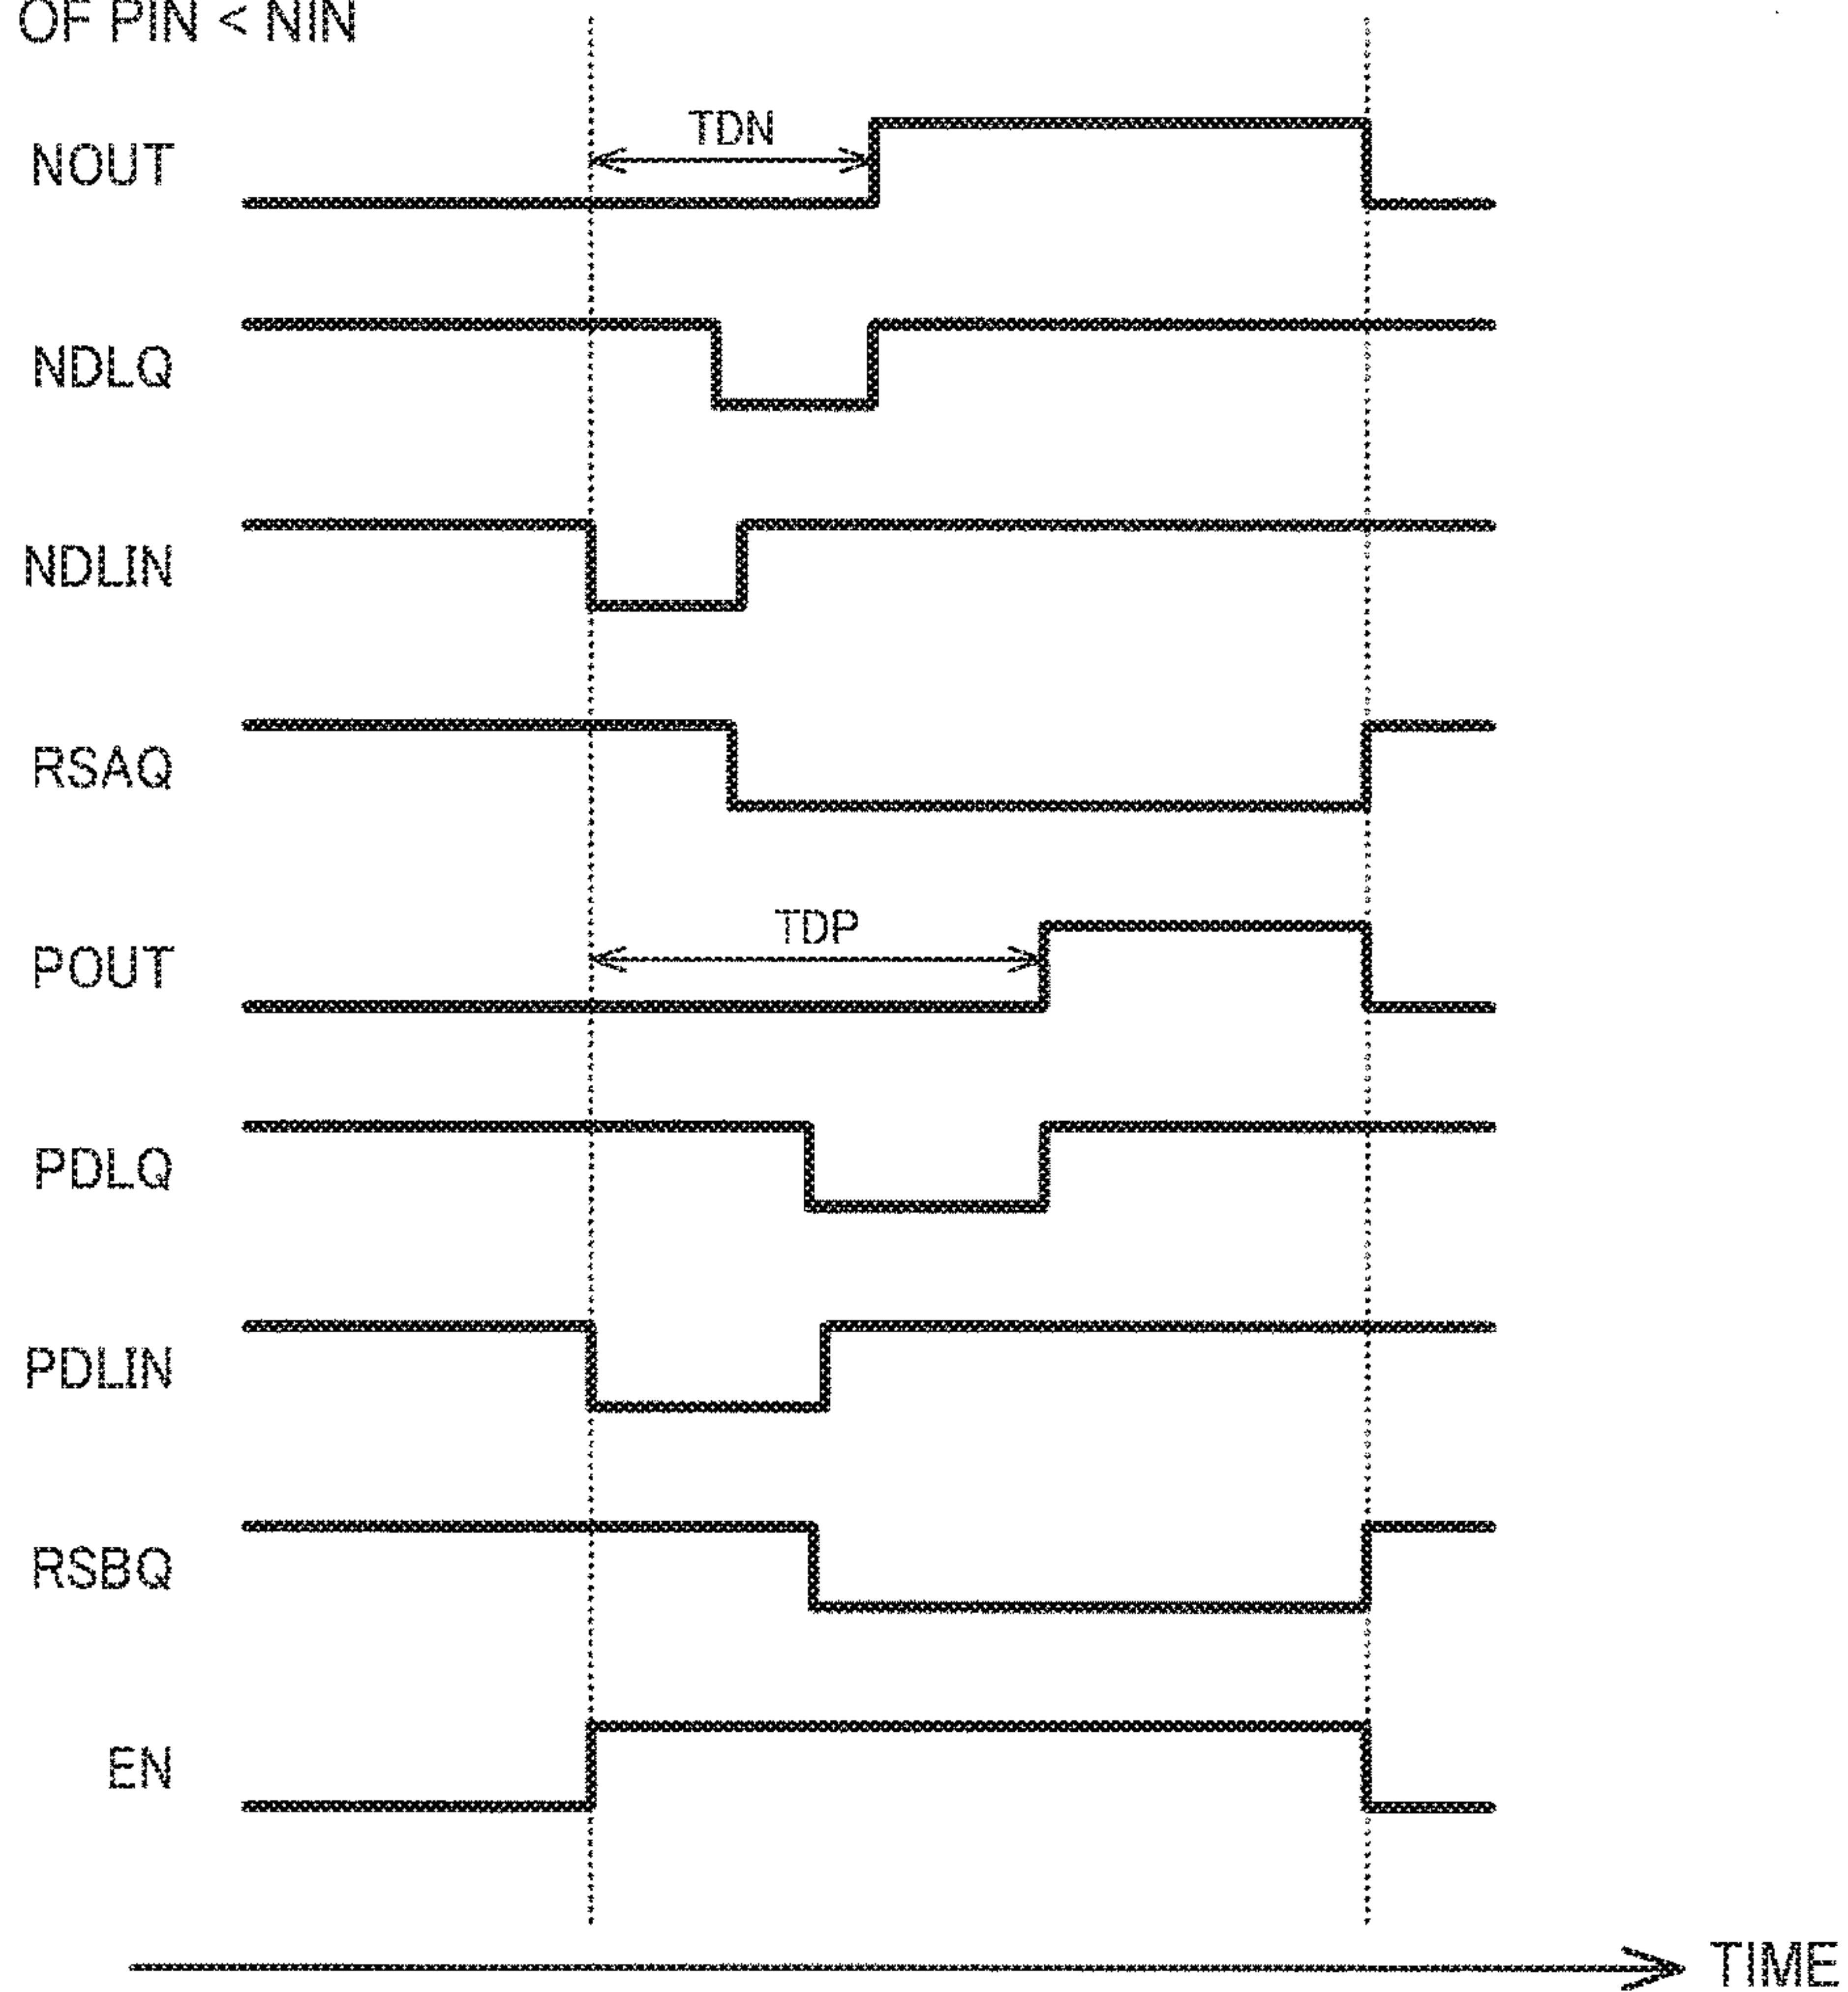 OF PIN < NIN
TDN
NOUT
NDLQ
NDLIN
RSAQ
TDP
POUT
PDLQ
PDLIN
RSBQ
EN
TIME